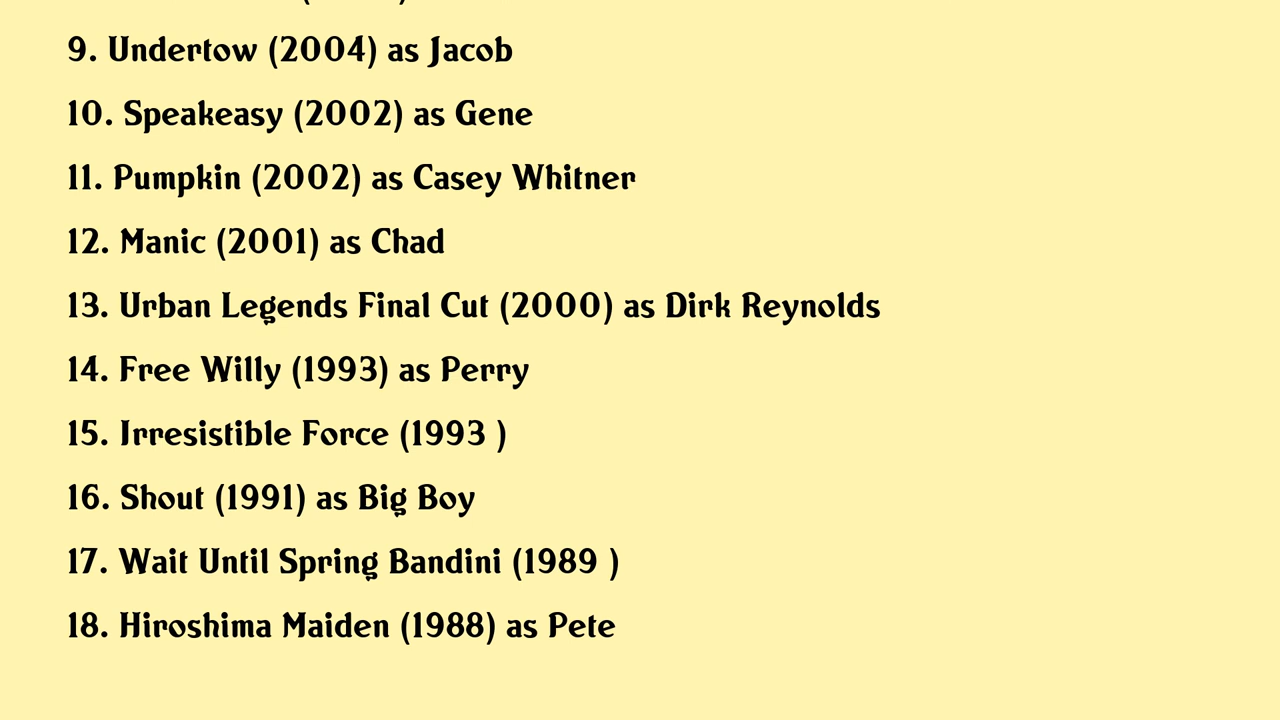 9. Undertow (2004) as Jacob
10. Speakeasy (2002) as Gene
11. Pumpkin (2002) as Casey Whitner
12. Manic (2001) as Chad
13. Urban Legends Final Cut (2000) as Dirk Reynolds
14. Free Willy (1993) as Perry
15. Irresistible Force (1993 )
16. Shout (1991) as Big Boy
17. Wait Until Spring Bandini (1989 )
18. Hiroshima Maiden (1988) as Pete